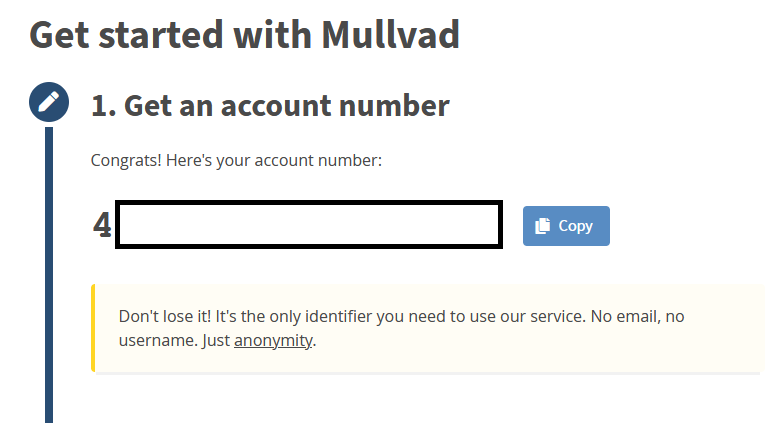 Get started with Mullvad
1. Get an account number
Congrats! Here's your account number:
4
Copy
Don't lose it! It's the only identifier you need to use our service. No email, no
username. Just anonymity.